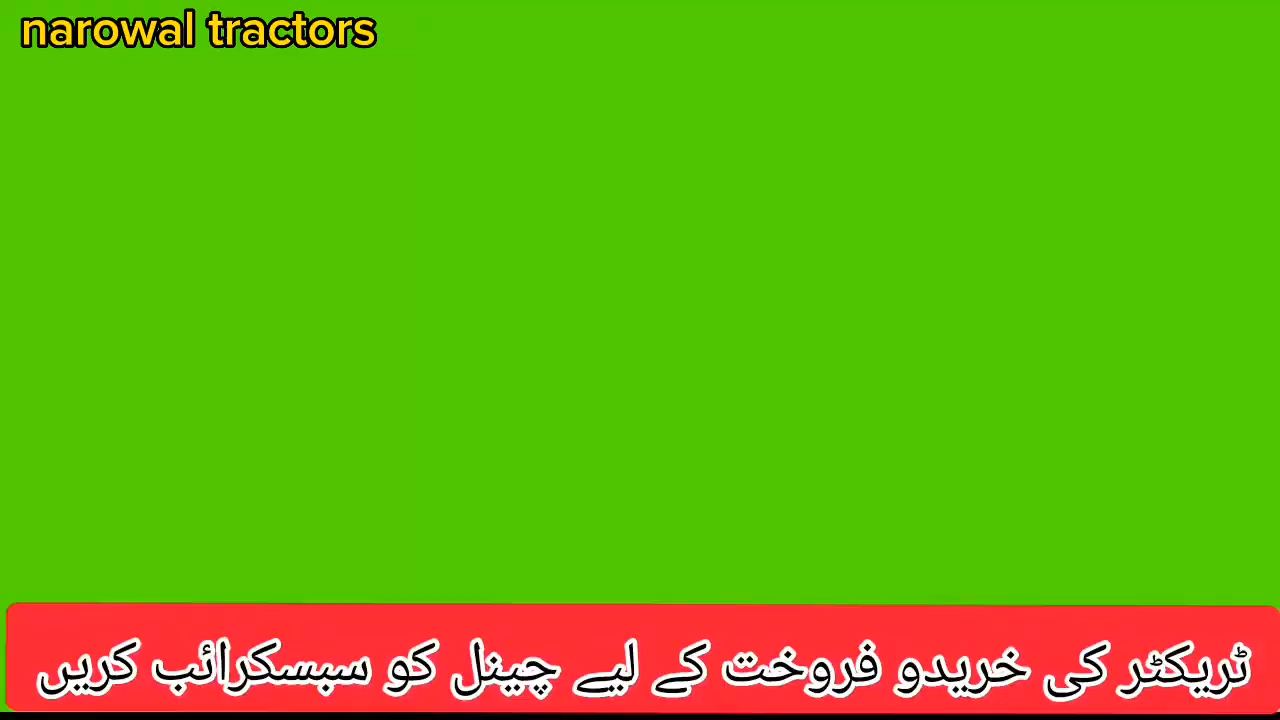 narowal tractors
ٹریکٹر کی خریدو فروخت کے لیے چینل کو سبسکرائب کریں